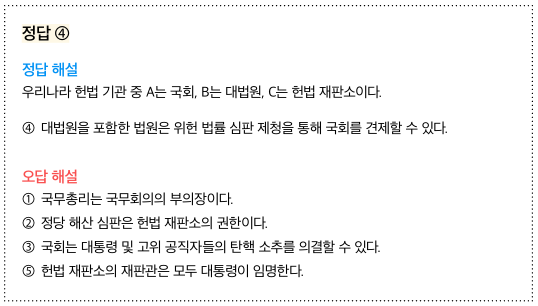 정답 ④
정답 해설
우리나라 헌법 기관 중 A는 국회, B는 대법원, C는 헌법 재판소이다.
④ 대법원을 포함한 법원은 위헌 법률 심판 제청을 통해 국회를 견제할 수 있다.
오답 해설
① 국무총리는 국무회의의 부의장이다.
② 정당 해산 심판은 헌법 재판소의 권한이다.
③ 국회는 대통령 및 고위 공직자들의 탄핵 소추를 의결할 수 있다.
⑤ 헌법 재판소의 재판관은 모두 대통령이 임명한다.